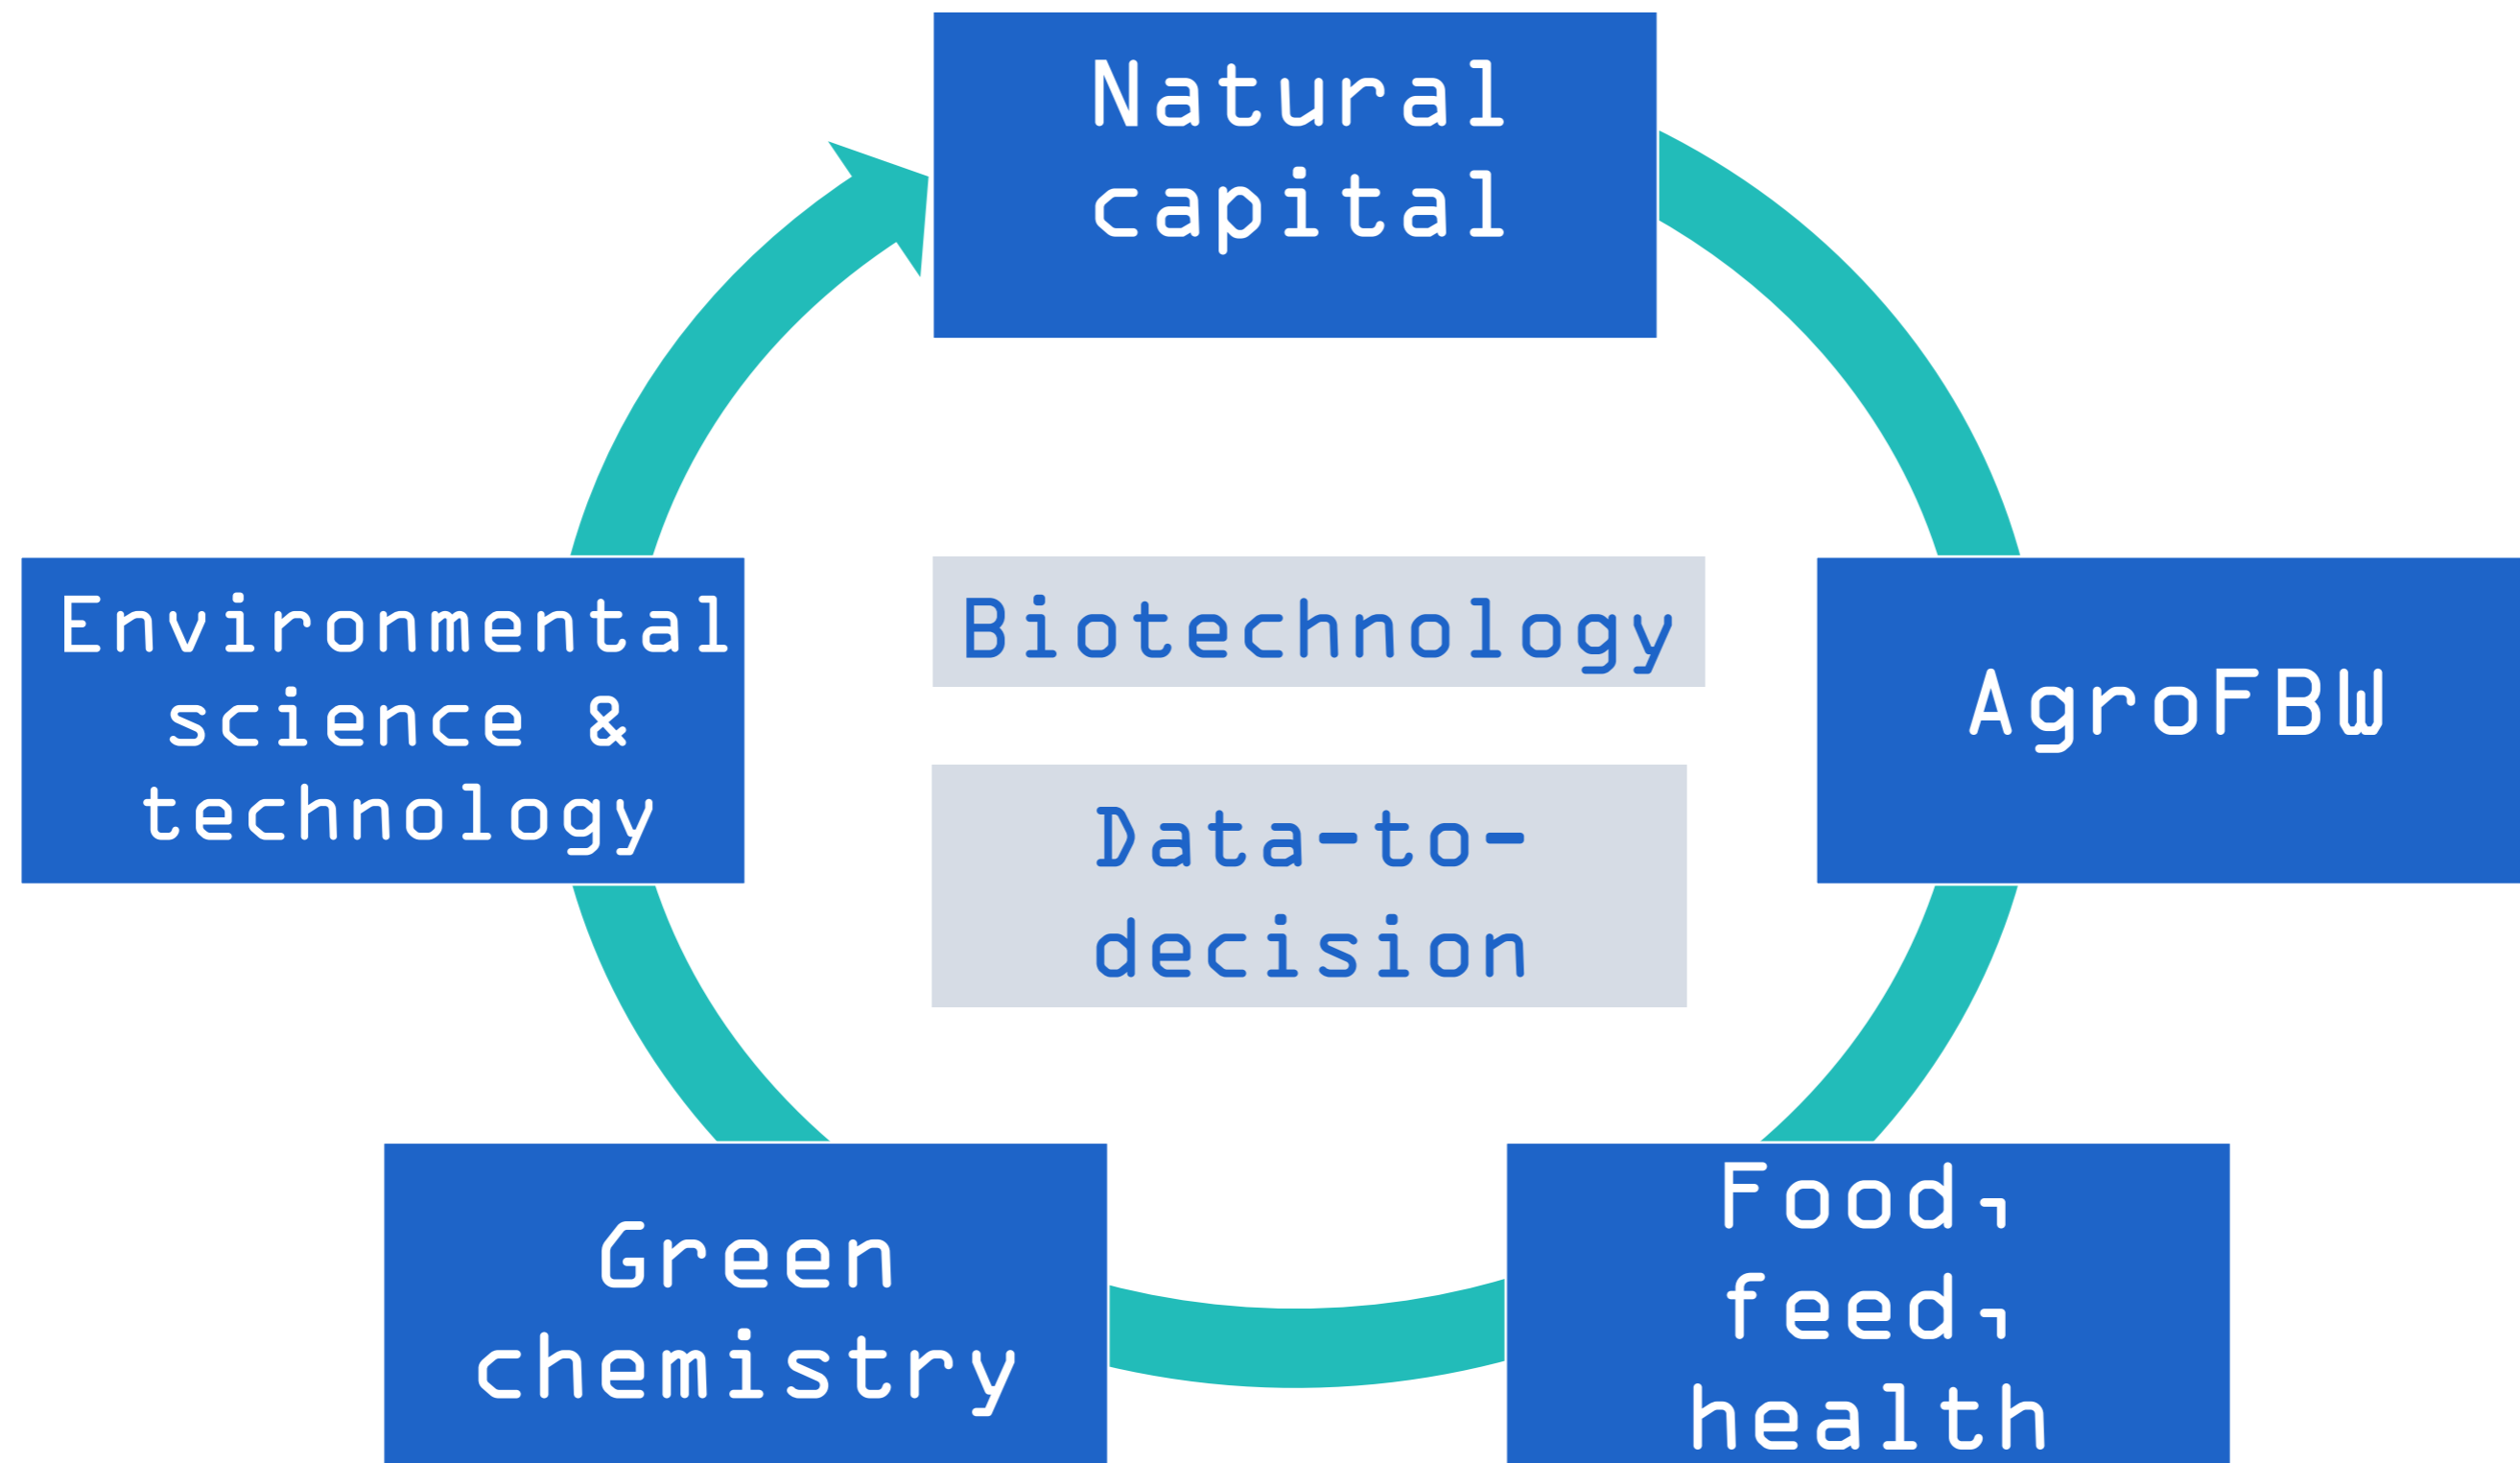 Natural
capital
Environmental
science &
technology
Biotechnology
Data-to-
decision
AgroFBW
Green
chemistry
Food,
feed,
health